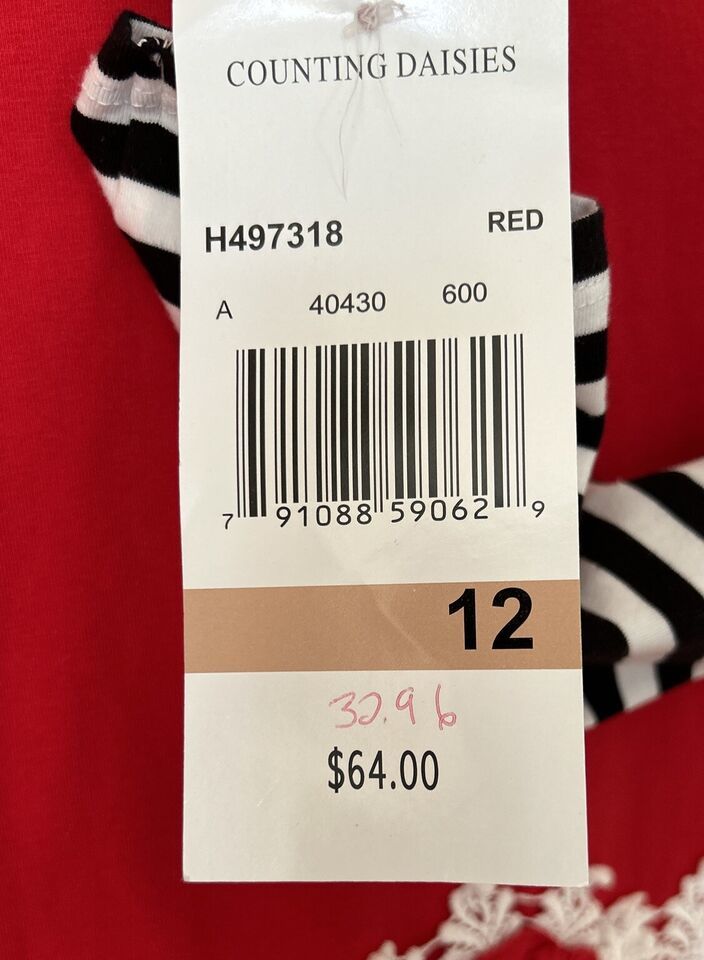 COUNTING DAISIES
H497318 RED
A 40430 600
7 91088 59062 9
12
32.96
$64.00